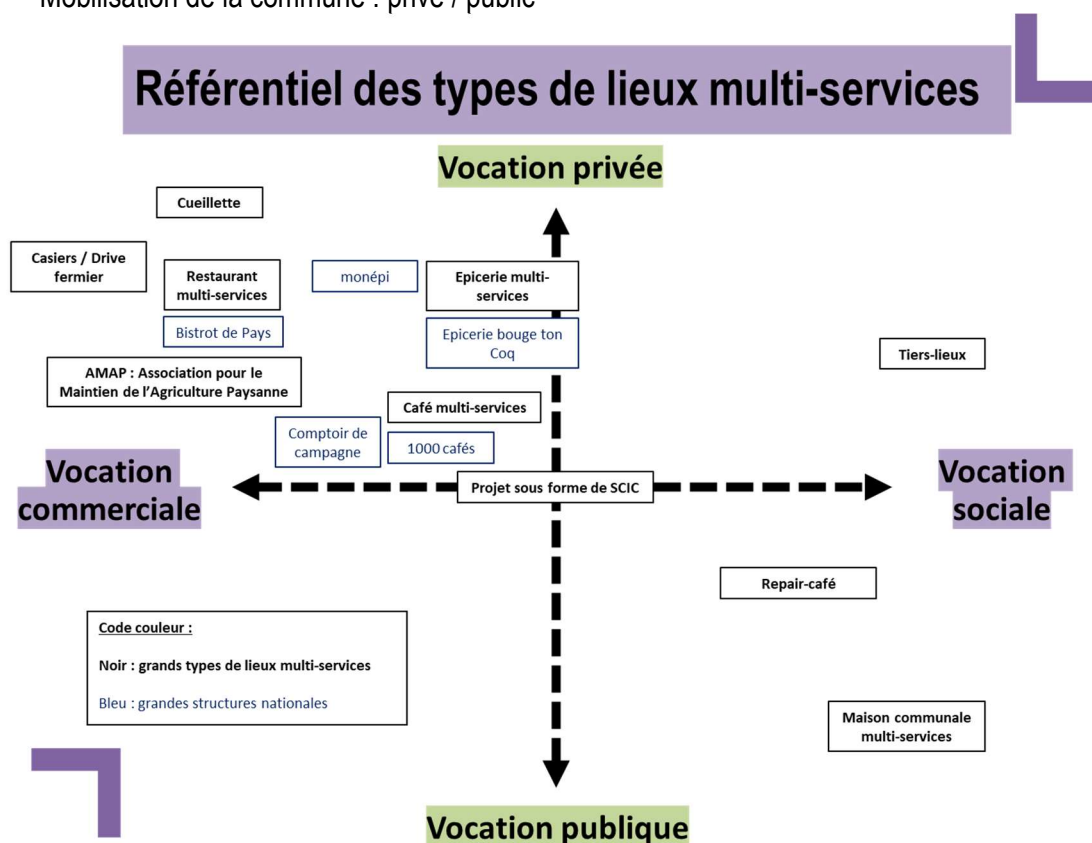 Mobilisation de la commune : privé / public
Référentiel des types de lieux multi-services
Vocation privée
Cueillette
Casiers / Drive
fermier
Restaurant
multi-services
monépi
Epicerie multi-
services
Bistrot de Pays
Epicerie bouge ton
Coq
Tiers-lieux
AMAP : Association pour le
Maintien de l'Agriculture Paysanne
Café multi-services
Comptoir de
campagne
1000 cafés
Vocation
commerciale
Projet sous forme de SCIC
Vocation
sociale
Repair-café
Code couleur :
Noir : grands types de lieux multi-services
Bleu : grandes structures nationales
Maison communale
multi-services
Vocation publique